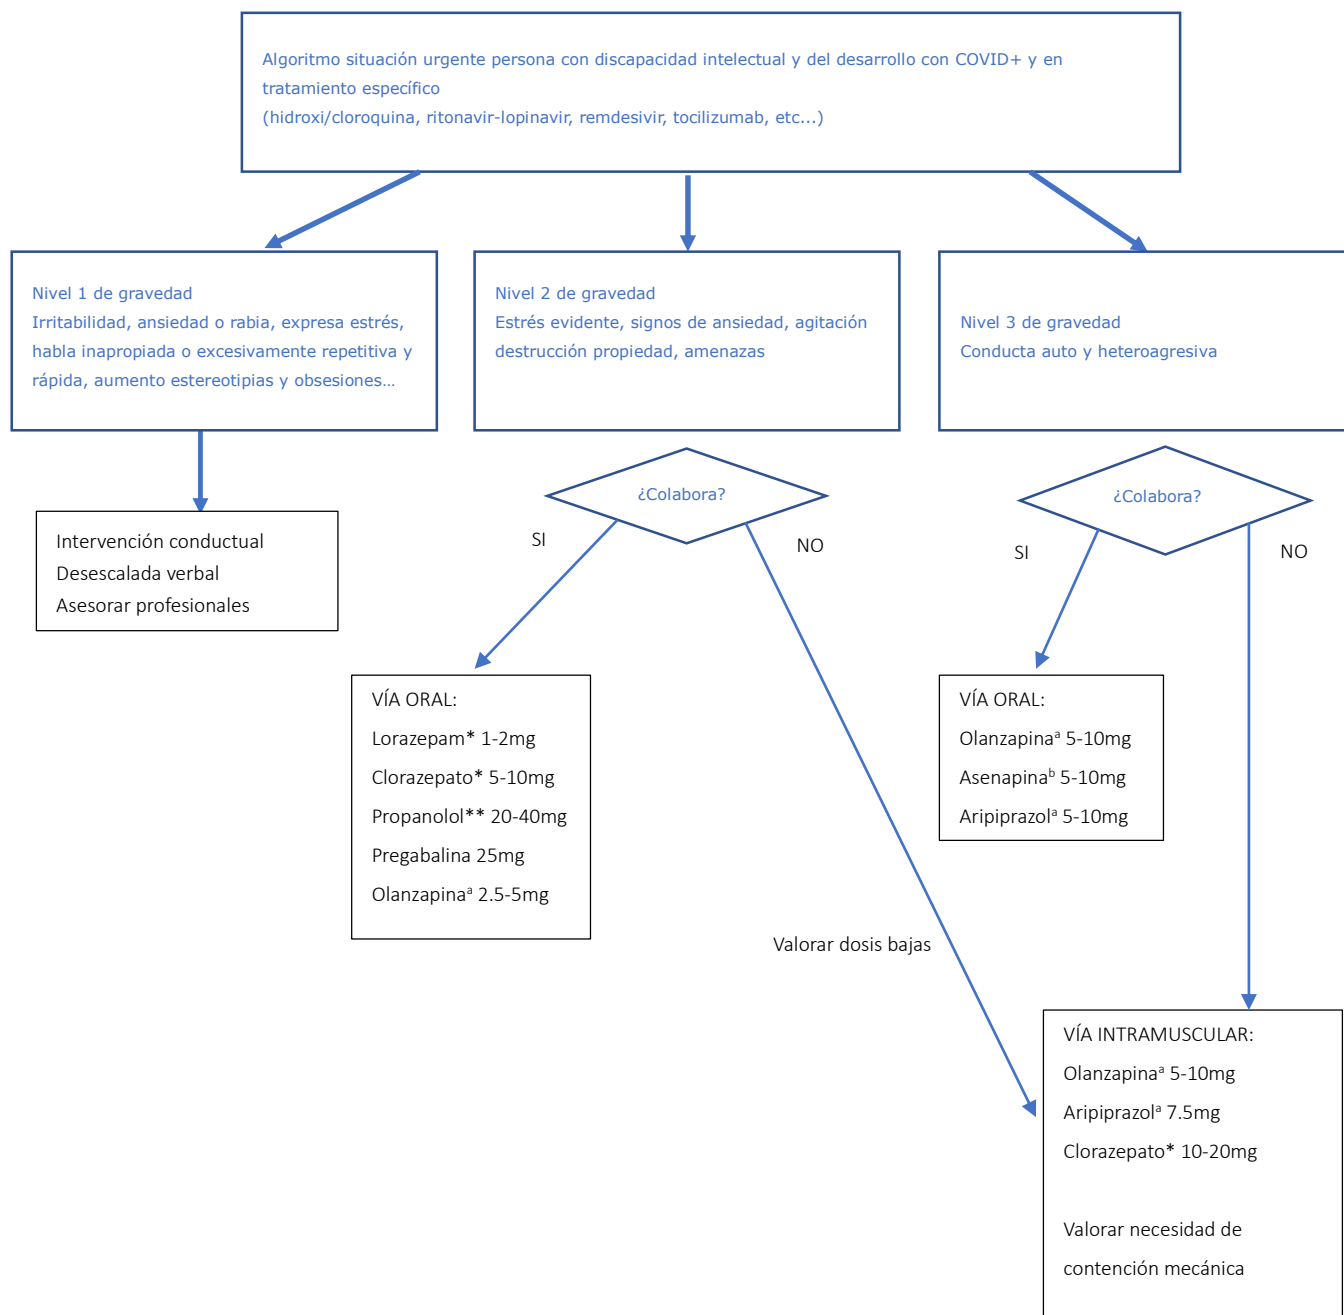 Algoritmo situación urgente persona con discapacidad intelectual y del desarrollo con COVID+ y en
tratamiento específico
(hidroxi/cloroquina, ritonavir-lopinavir, remdesivir, tocilizumab, etc...)
Nivel 1 de gravedad
Irritabilidad, ansiedad o rabia, expresa estrés,
habla inapropiada o excesivamente repetitiva y
rápida, aumento estereotipias y obsesiones…
Nivel 2 de gravedad
Estrés evidente, signos de ansiedad, agitación
destrucción propiedad, amenazas
Nivel 3 de gravedad
Conducta auto y heteroagresiva
Intervención conductual
Desescalada verbal
Asesorar profesionales
¿Colabora?
SI
NO
¿Colabora?
SI
NO
VÍA ORAL:
Lorazepam* 1-2mg
Clorazepato* 5-10mg
Propanolol** 20-40mg
Pregabalina 25mg
Olanzapinaᵃ 2.5-5mg
VÍA ORAL:
Olanzapinaᵃ 5-10mg
Asenapinaᵇ 5-10mg
Aripiprazolᵃ 5-10mg
Valorar dosis bajas
VÍA INTRAMUSCULAR:
Olanzapinaᵃ 5-10mg
Aripiprazolᵃ 7.5mg
Clorazepato* 10-20mg
Valorar necesidad de
contención mecánica